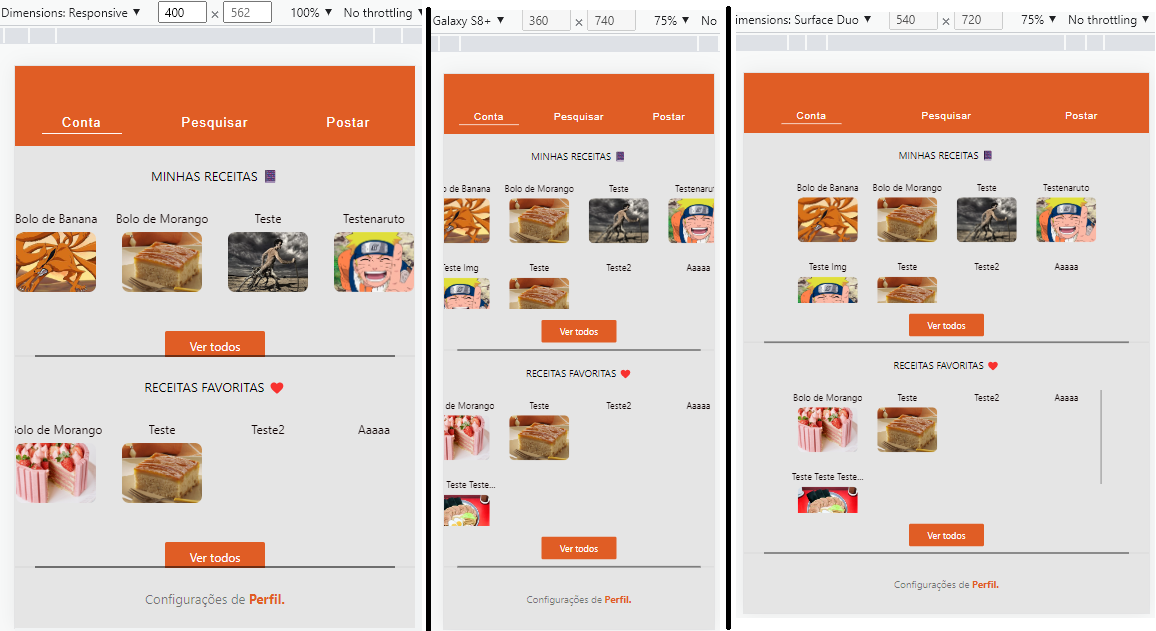 Dimensions: Responsive ▼ 400 × 562 100% ▼ No throttling
Conta Pesquisar Postar
MINHAS RECEITAS
Bolo de Banana Bolo de Morango Teste Testenaruto
Ver todos
RECEITAS FAVORITAS
Bolo de Morango Teste Teste2 Aaaaa
Ver todos
Configurações de Perfil.
Galaxy S8+ ▼ 360 × 740 75% ▼ No
Conta Pesquisar Postar
MINHAS RECEITAS
o de Banana Bolo de Morango Teste Testenarut
Teste Img Teste Teste2 Aaaaa
Ver todos
RECEITAS FAVORITAS
de Morango Teste Teste2 Aaaaa
Teste Teste...
Ver todos
Configurações de Perfil.
imensions: Surface Duo ▼ 540 × 720 75% ▼ No throttling ▼
Conta Pesquisar Postar
MINHAS RECEITAS
Bolo de Banana Bolo de Morango Teste Testenaruto
Teste Img Teste Teste2 Aaaaa
Ver todos
RECEITAS FAVORITAS
Bolo de Morango Teste Teste2 Aaaaa
Teste Teste Teste...
Ver todos
Configurações de Perfil.